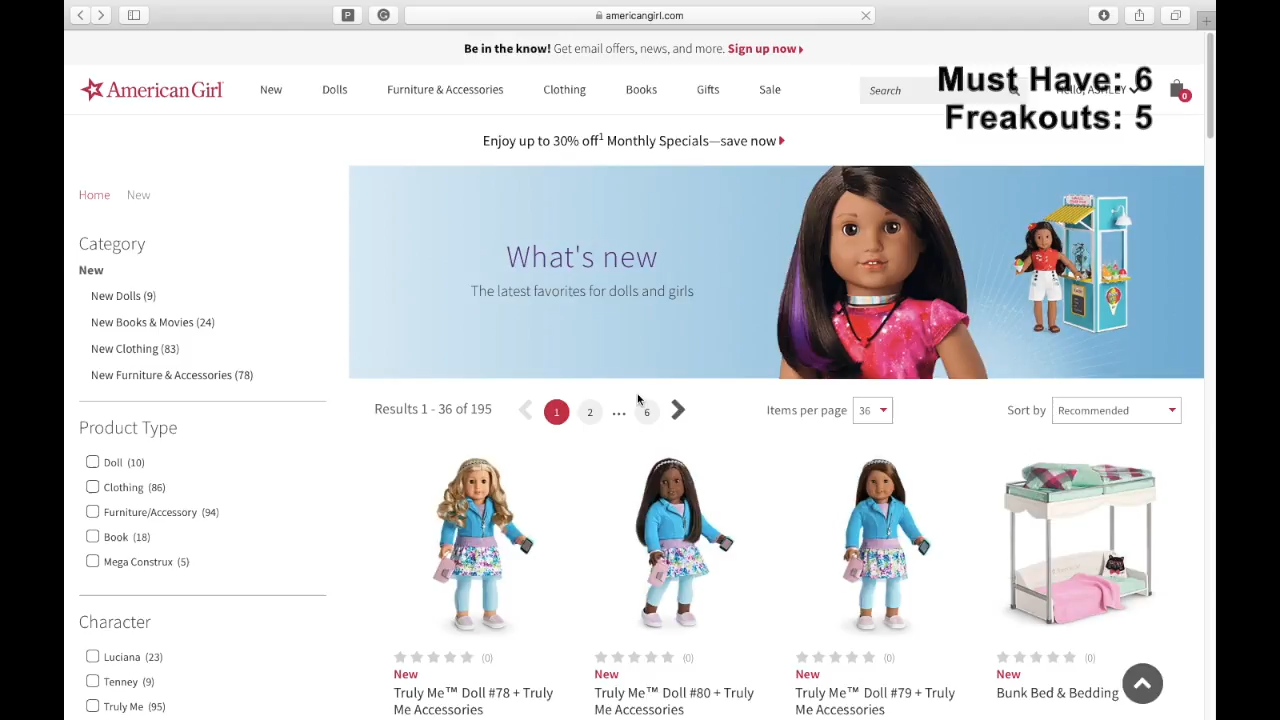 americangirl.com
Be in the know! Get email offers, news, and more. Sign up now
American Girl
New
Dolls
Furniture & Accessories
Clothing
Books
Gifts
Sale
Search
Hello, ASHLEY
0
Must Have: 6
Freakouts: 5
Enjoy up to 30% off1 Monthly Specials—save now
Home New
What's new
The latest favorites for dolls and girls
Category
New
New Dolls (9)
New Books & Movies (24)
New Clothing (83)
New Furniture & Accessories (78)
Results 1 - 36 of 195
1 2 ... 6
Items per page 36
Sort by Recommended
Product Type
Doll (10)
Clothing (86)
Furniture/Accessory (94)
Book (18)
Mega Construx (5)
Character
Luciana (23)
Tenney (9)
Truly Me (95)
(0)
New
Truly Me™ Doll #78 + Truly
Me Accessories
(0)
New
Truly Me™ Doll #80 + Truly
Me Accessories
(0)
New
Truly Me™ Doll #79 + Truly
Me Accessories
(0)
New
Bunk Bed & Bedding